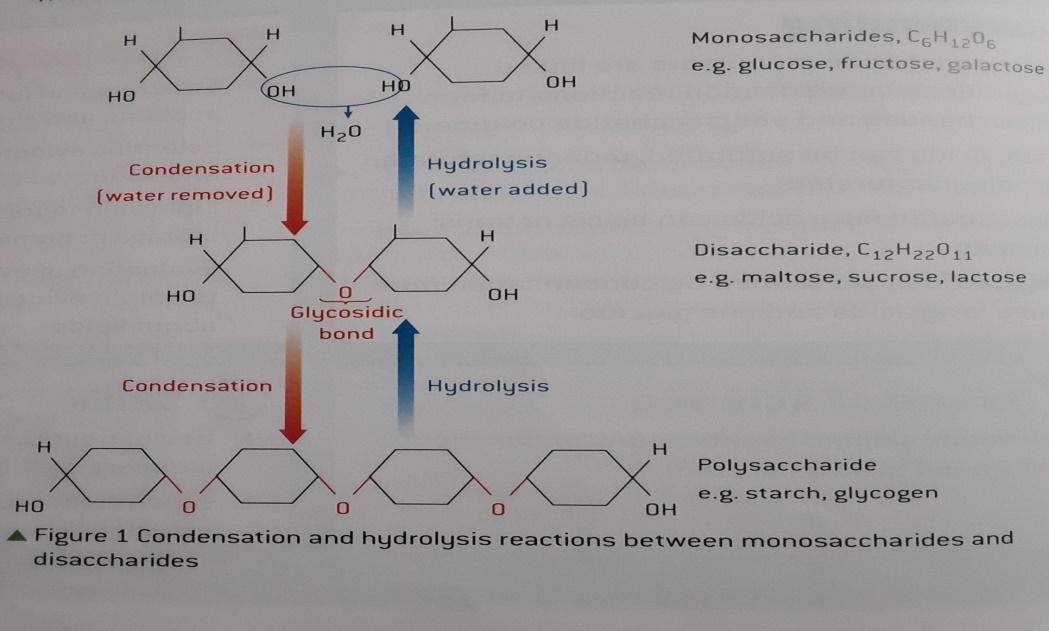 H
H
H
H
HO
OH
HO
OH
Monosaccharides, C₆H₁₂O₆
e.g. glucose, fructose, galactose
H₂O
Condensation
(water removed)
Hydrolysis
(water added)
H
H
HO
O
OH
Glycosidic
bond
Disaccharide, C₁₂H₂₂O₁₁
e.g. maltose, sucrose, lactose
Condensation
Hydrolysis
H
H
HO
O
O
O
OH
Polysaccharide
e.g. starch, glycogen
▲ Figure 1 Condensation and hydrolysis reactions between monosaccharides and
disaccharides